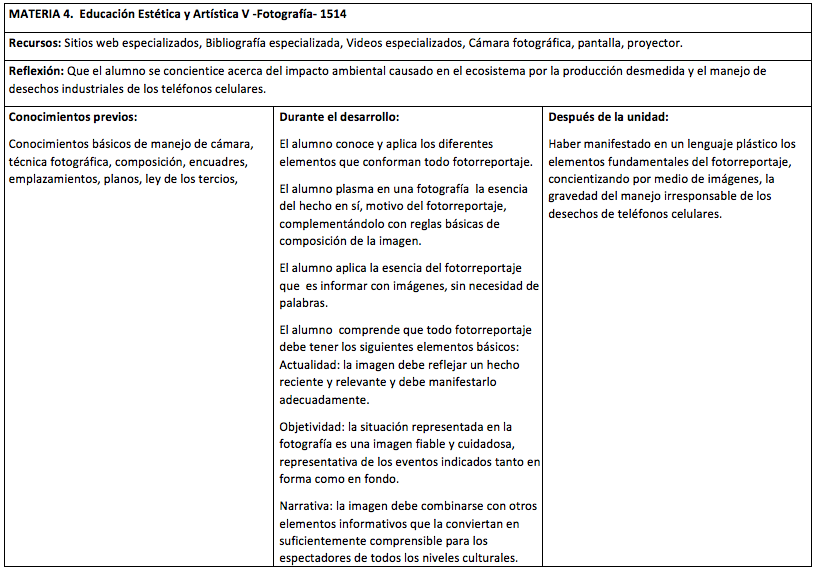 MATERIA 4. Educación Estética y Artística V -Fotografía- 1514
Recursos: Sitios web especializados, Bibliografía especializada, Videos especializados, Cámara fotográfica, pantalla, proyector.
Reflexión: Que el alumno se concientice acerca del impacto ambiental causado en el ecosistema por la producción desmedida y el manejo de
desechos industriales de los teléfonos celulares.
Conocimientos previos:
Conocimientos básicos de manejo de cámara,
técnica fotográfica, composición, encuadres,
emplazamientos, planos, ley de los tercios,
Durante el desarrollo:
El alumno conoce y aplica los diferentes
elementos que conforman todo fotorreportaje.
El alumno plasma en una fotografía la esencia
del hecho en sí, motivo del fotorreportaje,
complementándolo con reglas básicas de
composición de la imagen.
El alumno aplica la esencia del fotorreportaje
que es informar con imágenes, sin necesidad de
palabras.
El alumno comprende que todo fotorreportaje
debe tener los siguientes elementos básicos:
Actualidad: la imagen debe reflejar un hecho
reciente y relevante y debe manifestarlo
adecuadamente.
Objetividad: la situación representada en la
fotografía es una imagen fiable y cuidadosa,
representativa de los eventos indicados tanto en
forma como en fondo.
Narrativa: la imagen debe combinarse con otros
elementos informativos que la conviertan en
suficientemente comprensible para los
espectadores de todos los niveles culturales.
Después de la unidad:
Haber manifestado en un lenguaje plástico los
elementos fundamentales del fotorreportaje,
concientizando por medio de imágenes, la
gravedad del manejo irresponsable de los
desechos de teléfonos celulares.